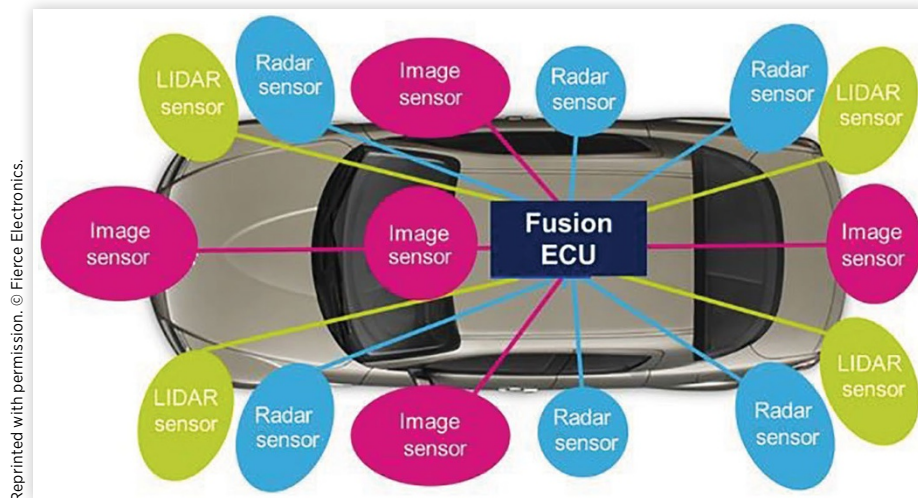 Reprinted with permission. © Fierce Electronics.
LIDAR
sensor
Radar
sensor
Image
sensor
Radar
sensor
Radar
sensor
LIDAR
sensor
Image
sensor
Image
sensor
Fusion
ECU
Image
sensor
LIDAR
sensor
Radar
sensor
Image
sensor
Radar
sensor
Radar
sensor
LIDAR
sensor